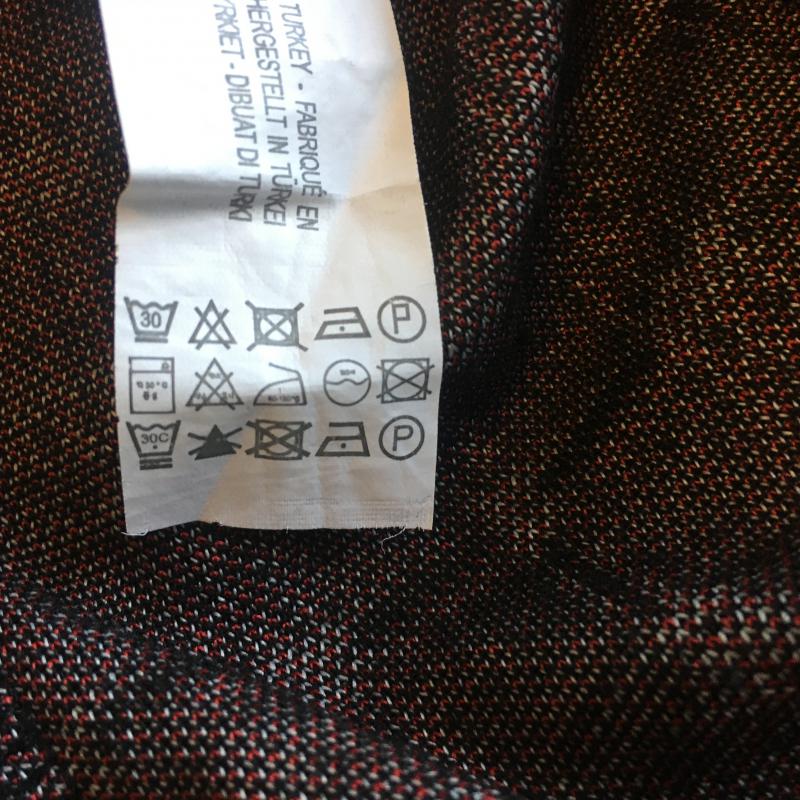 TURKEY - FABRIQUÉ EN
HERGESTELLT IN TÜRKEI
- DIBUAT DI TURKI
30
P
30C
P